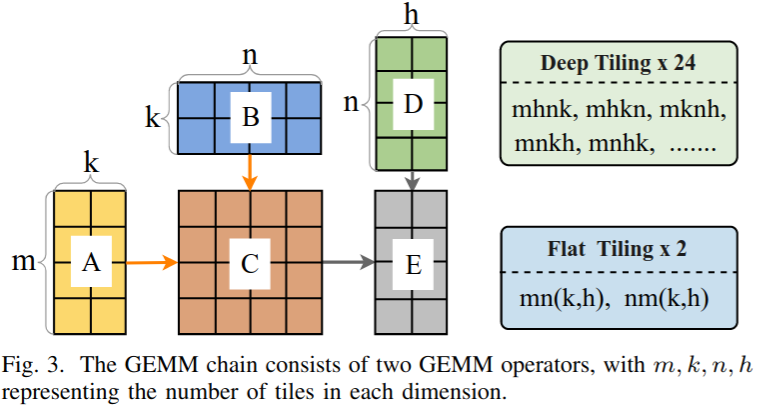 h
n
Deep Tiling x 24
mhnk, mhkn, mknh,
k
B
n
D
mnkh, mnhk, .......
k
m
A
C
E
Flat Tiling x 2
mn(k,h), nm(k,h)
Fig. 3. The GEMM chain consists of two GEMM operators, with m, k, n, h
representing the number of tiles in each dimension.